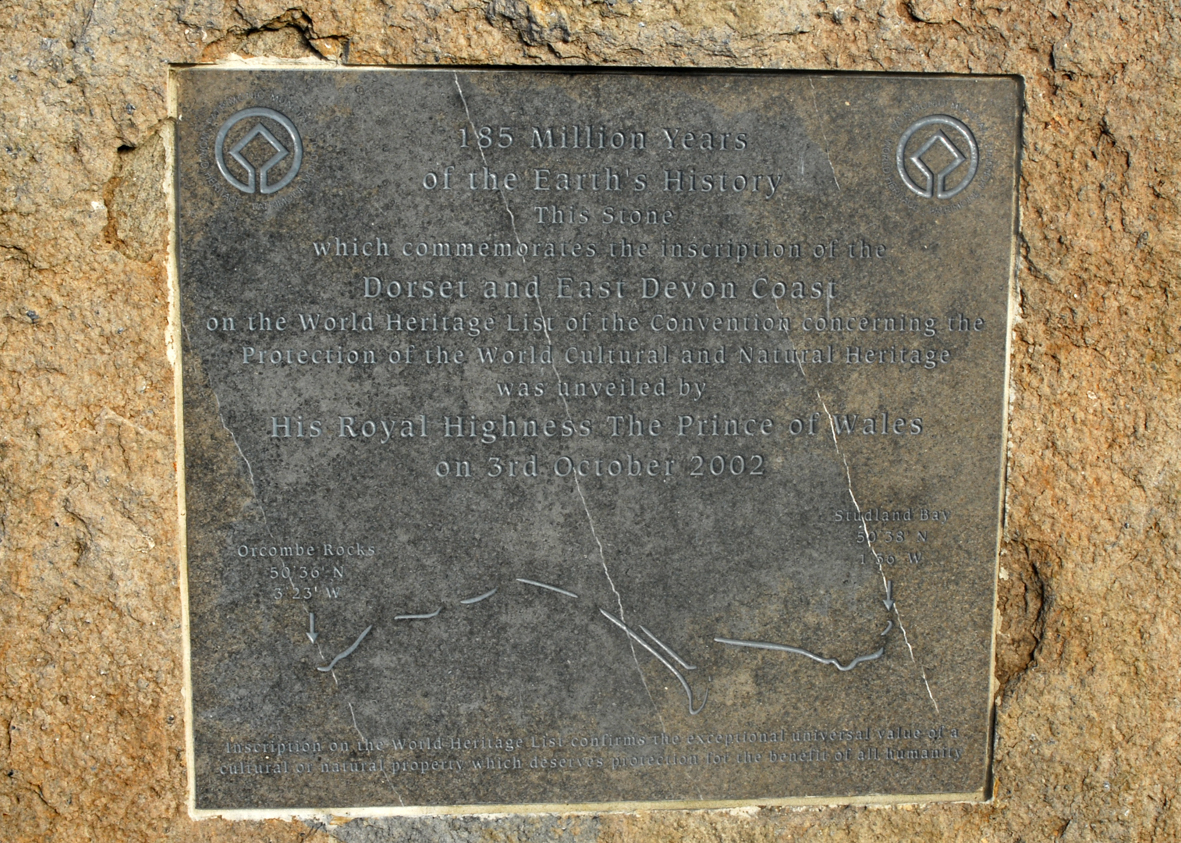 185 Million Years
of the Earth's History
This Stone
which commemorates the inscription of the
Dorset and East Devon Coast
on the World Heritage List of the Convention concerning the
Protection of the World Cultural and Natural Heritage
was unveiled by
His Royal Highness The Prince of Wales
on 3rd October 2002
Studland Bay
50°38' N
1°56' W
Orcombe Rocks
50°36' N
3°23' W
Inscription on the World Heritage List confirms the exceptional universal value of a
cultural or natural property which deserves protection for the benefit of all humanity